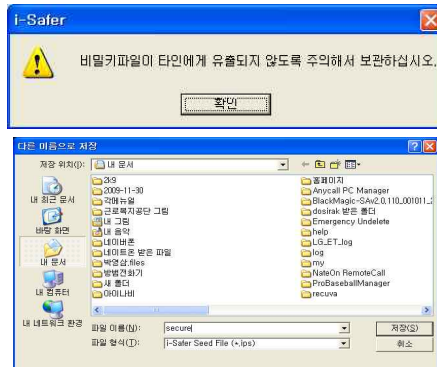 i-Safer
비밀키파일이 타인에게 유출되지 않도록 주의해서 보관하십시오.
확인
다른 이름으로 저장
저장 위치(I):
내 문서
내 최근 문서
바탕 화면
내 문서
내 컴퓨터
내 네트워크 환경
2k9
2009-11-30
각메뉴얼
근로복지공단 그림
내 그림
내 음악
네이버폰
네이트온 받은 파일
박영삼.files
방범전화기
새 폴더
아이나비
홈페이지
Anycall PC Manager
BlackMagic-SAv2.0.110_001011_
dosirak 받은 폴더
Emergency Undelete
help
LG_ET_log
log
my
NateOn RemoteCall
ProBaseballManager
recuva
파일 이름(N):
secure
저장(S)
파일 형식(T):
i-Safer Seed File (*.ips)
취소